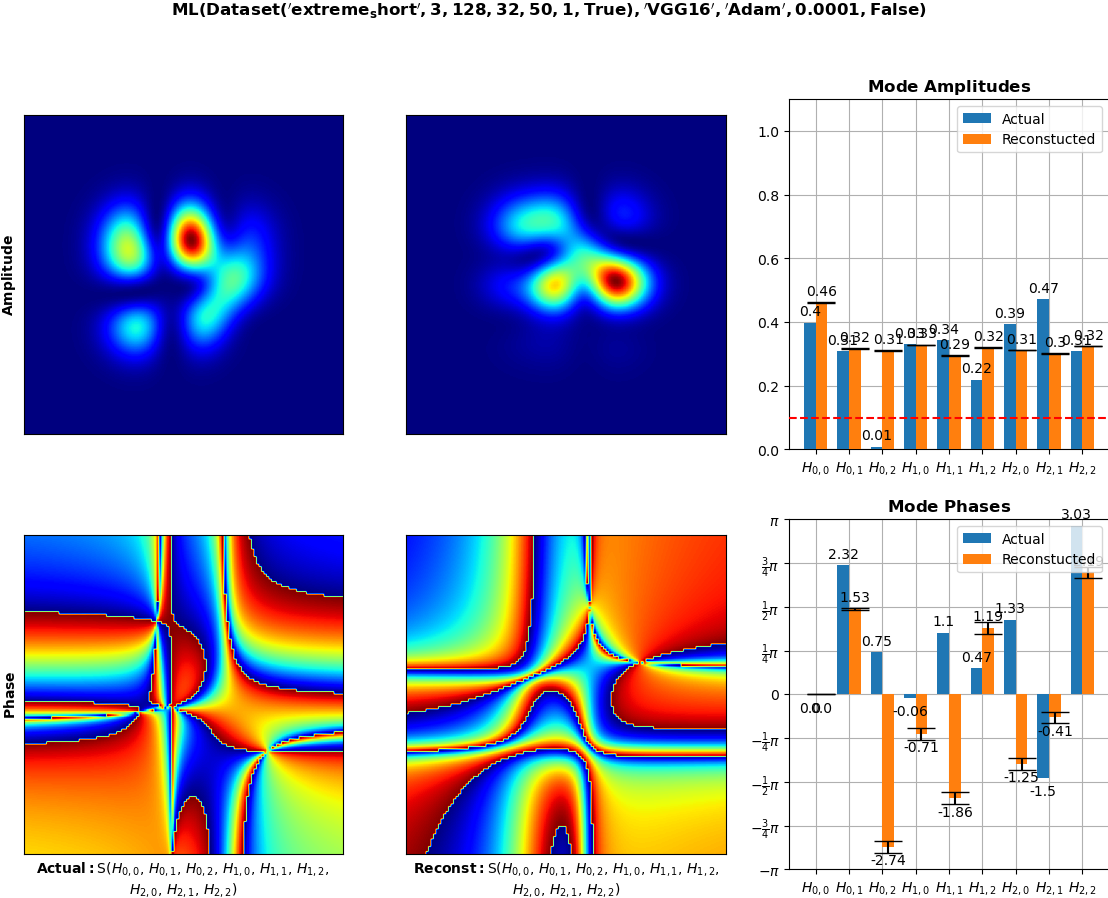 ML(Dataset('extreme_short', 3, 128, 32, 50, 1, True), 'VGG16', 'Adam', 0.0001, False)
Amplitude
Mode Amplitudes
Actual
Reconstucted
1.0
0.8
0.6
0.4
0.2
0.0
0.4
0.46
0.31
0.32
0.01
0.31
0.33
0.33
0.34
0.29
0.22
0.32
0.39
0.31
0.47
0.3
0.31
0.32
H0,0 H0,1 H0,2 H1,0 H1,1 H1,2 H2,0 H2,1 H2,2
Phase
Mode Phases
Actual
Reconstucted
π
3/4π
1/2π
1/4π
0
−1/4π
−1/2π
−3/4π
−π
0.0
0.0
2.32
1.53
0.75
-2.74
-0.06
-0.71
1.1
-1.86
0.47
1.19
1.33
-1.25
-1.5
-0.41
3.03
H0,0 H0,1 H0,2 H1,0 H1,1 H1,2 H2,0 H2,1 H2,2
Actual: S(H0,0, H0,1, H0,2, H1,0, H1,1, H1,2,
H2,0, H2,1, H2,2)
Reconst: S(H0,0, H0,1, H0,2, H1,0, H1,1, H1,2,
H2,0, H2,1, H2,2)